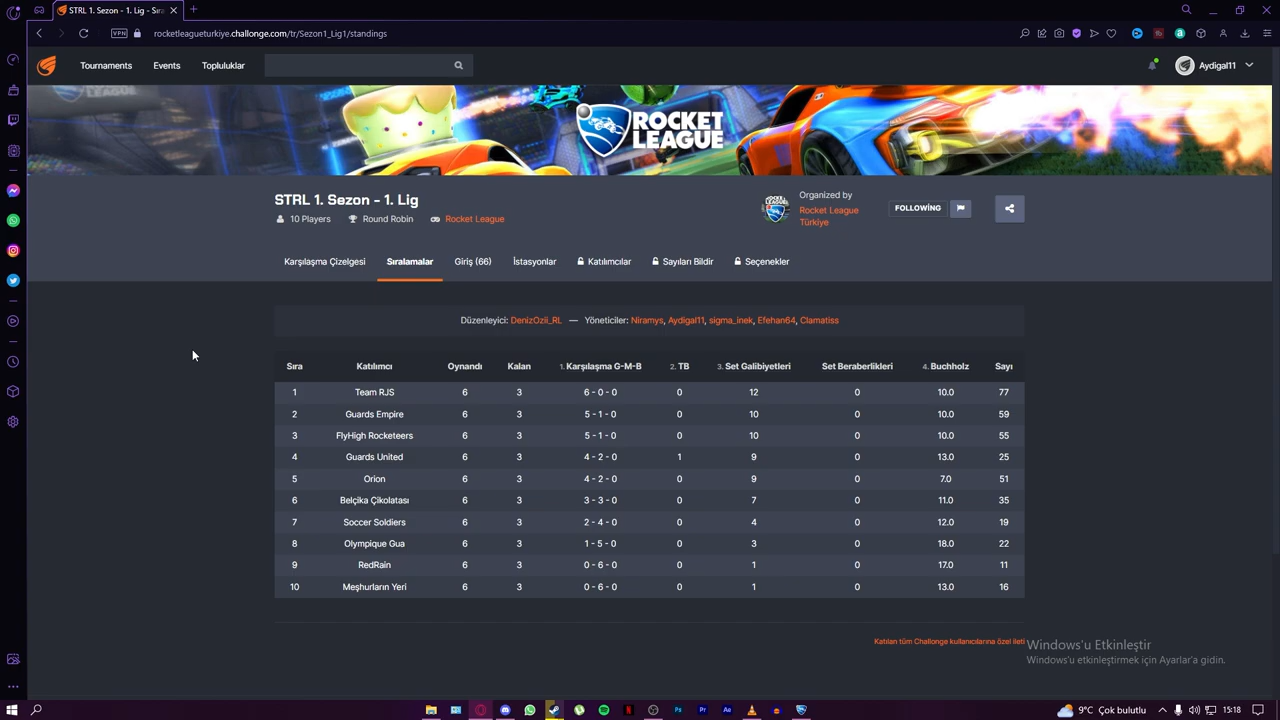 STRL 1. Sezon - 1. Lig - Sıra
VPN rocketleagueturkiye.challonge.com/tr/Sezon1_Lig1/standings
Tournaments Events Topluluklar Aydigal11
ROCKET LEAGUE
STRL 1. Sezon - 1. Lig
10 Players Round Robin Rocket League
Organized by
Rocket League
Türkiye
FOLLOWİNG
Karşılaşma Çizelgesi Sıralamalar Giriş (66) İstasyonlar Katılımcılar Sayıları Bildir Seçenekler
Düzenleyici: DenizOzii_RL — Yöneticiler: Niramys, Aydigal11, sigma_inek, Efehan64, Clamatiss
Sıra Katılımcı Oynandı Kalan 1. Karşılaşma G-M-B 2. TB 3. Set Galibiyetleri Set Beraberlikleri 4. Buchholz Sayı
1 Team RJS 6 3 6 - 0 - 0 0 12 0 10.0 77
2 Guards Empire 6 3 5 - 1 - 0 0 10 0 10.0 59
3 FlyHigh Rocketeers 6 3 5 - 1 - 0 0 10 0 10.0 55
4 Guards United 6 3 4 - 2 - 0 1 9 0 13.0 25
5 Orion 6 3 4 - 2 - 0 0 9 0 7.0 51
6 Belçika Çikolatası 6 3 3 - 3 - 0 0 7 0 11.0 35
7 Soccer Soldiers 6 3 2 - 4 - 0 0 4 0 12.0 19
8 Olympique Gua 6 3 1 - 5 - 0 0 3 0 18.0 22
9 RedRain 6 3 0 - 6 - 0 0 1 0 17.0 11
10 Meşhurların Yeri 6 3 0 - 6 - 0 0 1 0 13.0 16
Katılan tüm Challonge kullanıcılarına özel ileti
Windows'u Etkinleştir
Windows'u etkinleştirmek için Ayarlar'a gidin.
9°C Çok bulutlu 15:18